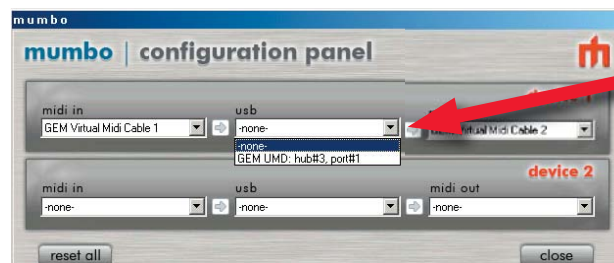 mumbo
mumbo | configuration panel
midi in
usb
GEM Virtual Midi Cable 1
-none-
Virtual Midi Cable 2
-none-
GEM UMD: hub#3, port#1
device 2
midi in
usb
midi out
-none-
-none-
-none-
reset all
close